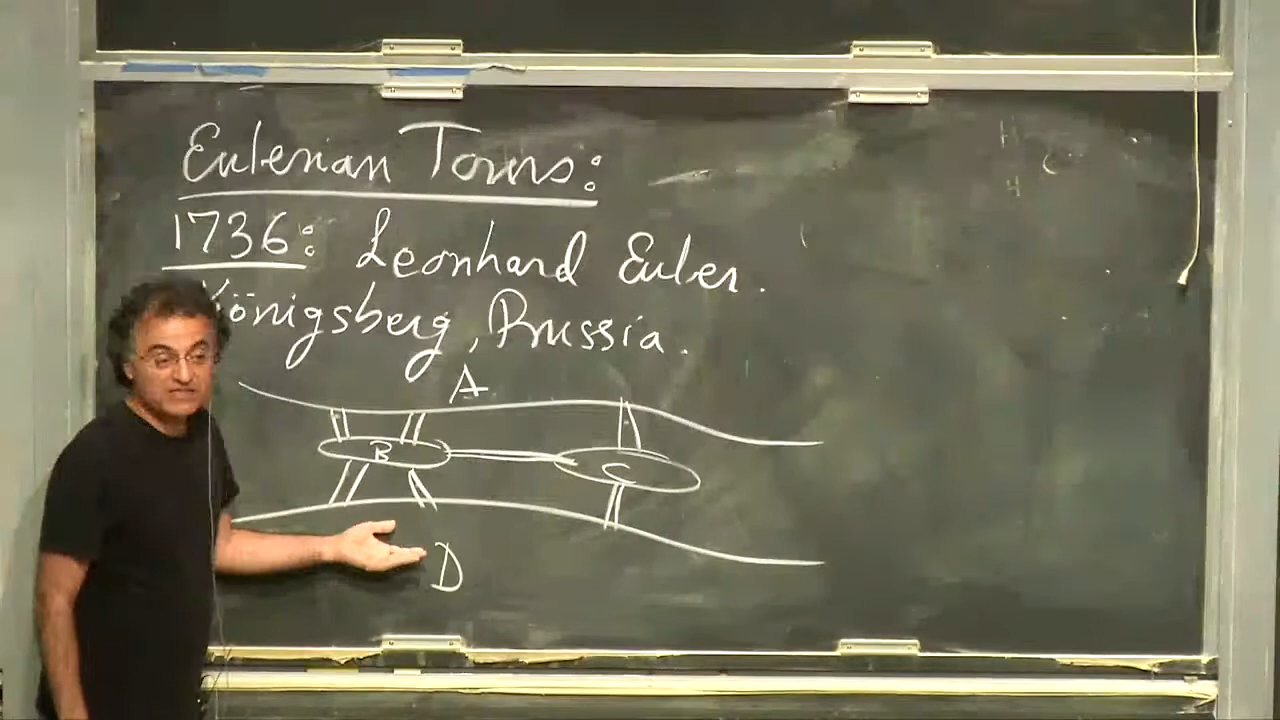 Eulerian Tours:
1736: Leonhard Euler.
Königsberg, Prussia.
A
B
C
D